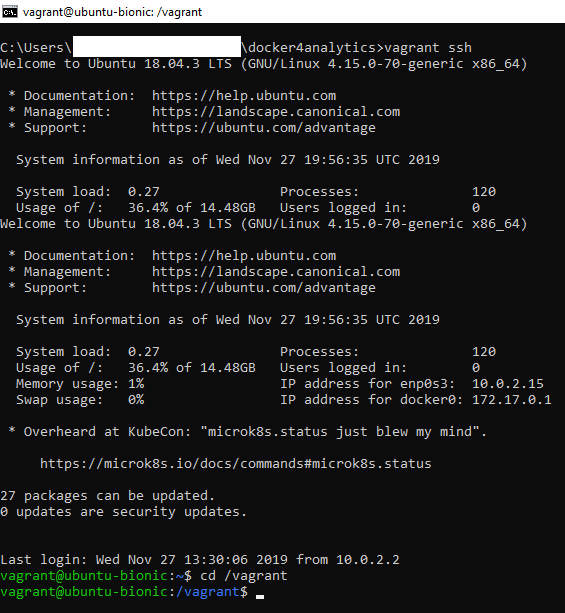 vagrant@ubuntu-bionic: /vagrant
C:\Users\ \docker4analytics>vagrant ssh
Welcome to Ubuntu 18.04.3 LTS (GNU/Linux 4.15.0-70-generic x86_64)
* Documentation: https://help.ubuntu.com
* Management: https://landscape.canonical.com
* Support: https://ubuntu.com/advantage
System information as of Wed Nov 27 19:56:35 UTC 2019
System load: 0.27 Processes: 120
Usage of /: 36.4% of 14.48GB Users logged in: 0
Welcome to Ubuntu 18.04.3 LTS (GNU/Linux 4.15.0-70-generic x86_64)
* Documentation: https://help.ubuntu.com
* Management: https://landscape.canonical.com
* Support: https://ubuntu.com/advantage
System information as of Wed Nov 27 19:56:35 UTC 2019
System load: 0.27 Processes: 120
Usage of /: 36.4% of 14.48GB Users logged in: 0
Memory usage: 1% IP address for enp0s3: 10.0.2.15
Swap usage: 0% IP address for docker0: 172.17.0.1
* Overheard at KubeCon: "microk8s.status just blew my mind".
https://microk8s.io/docs/commands#microk8s.status
27 packages can be updated.
0 updates are security updates.
Last login: Wed Nov 27 13:30:06 2019 from 10.0.2.2
vagrant@ubuntu-bionic:~$ cd /vagrant
vagrant@ubuntu-bionic:/vagrant$ _